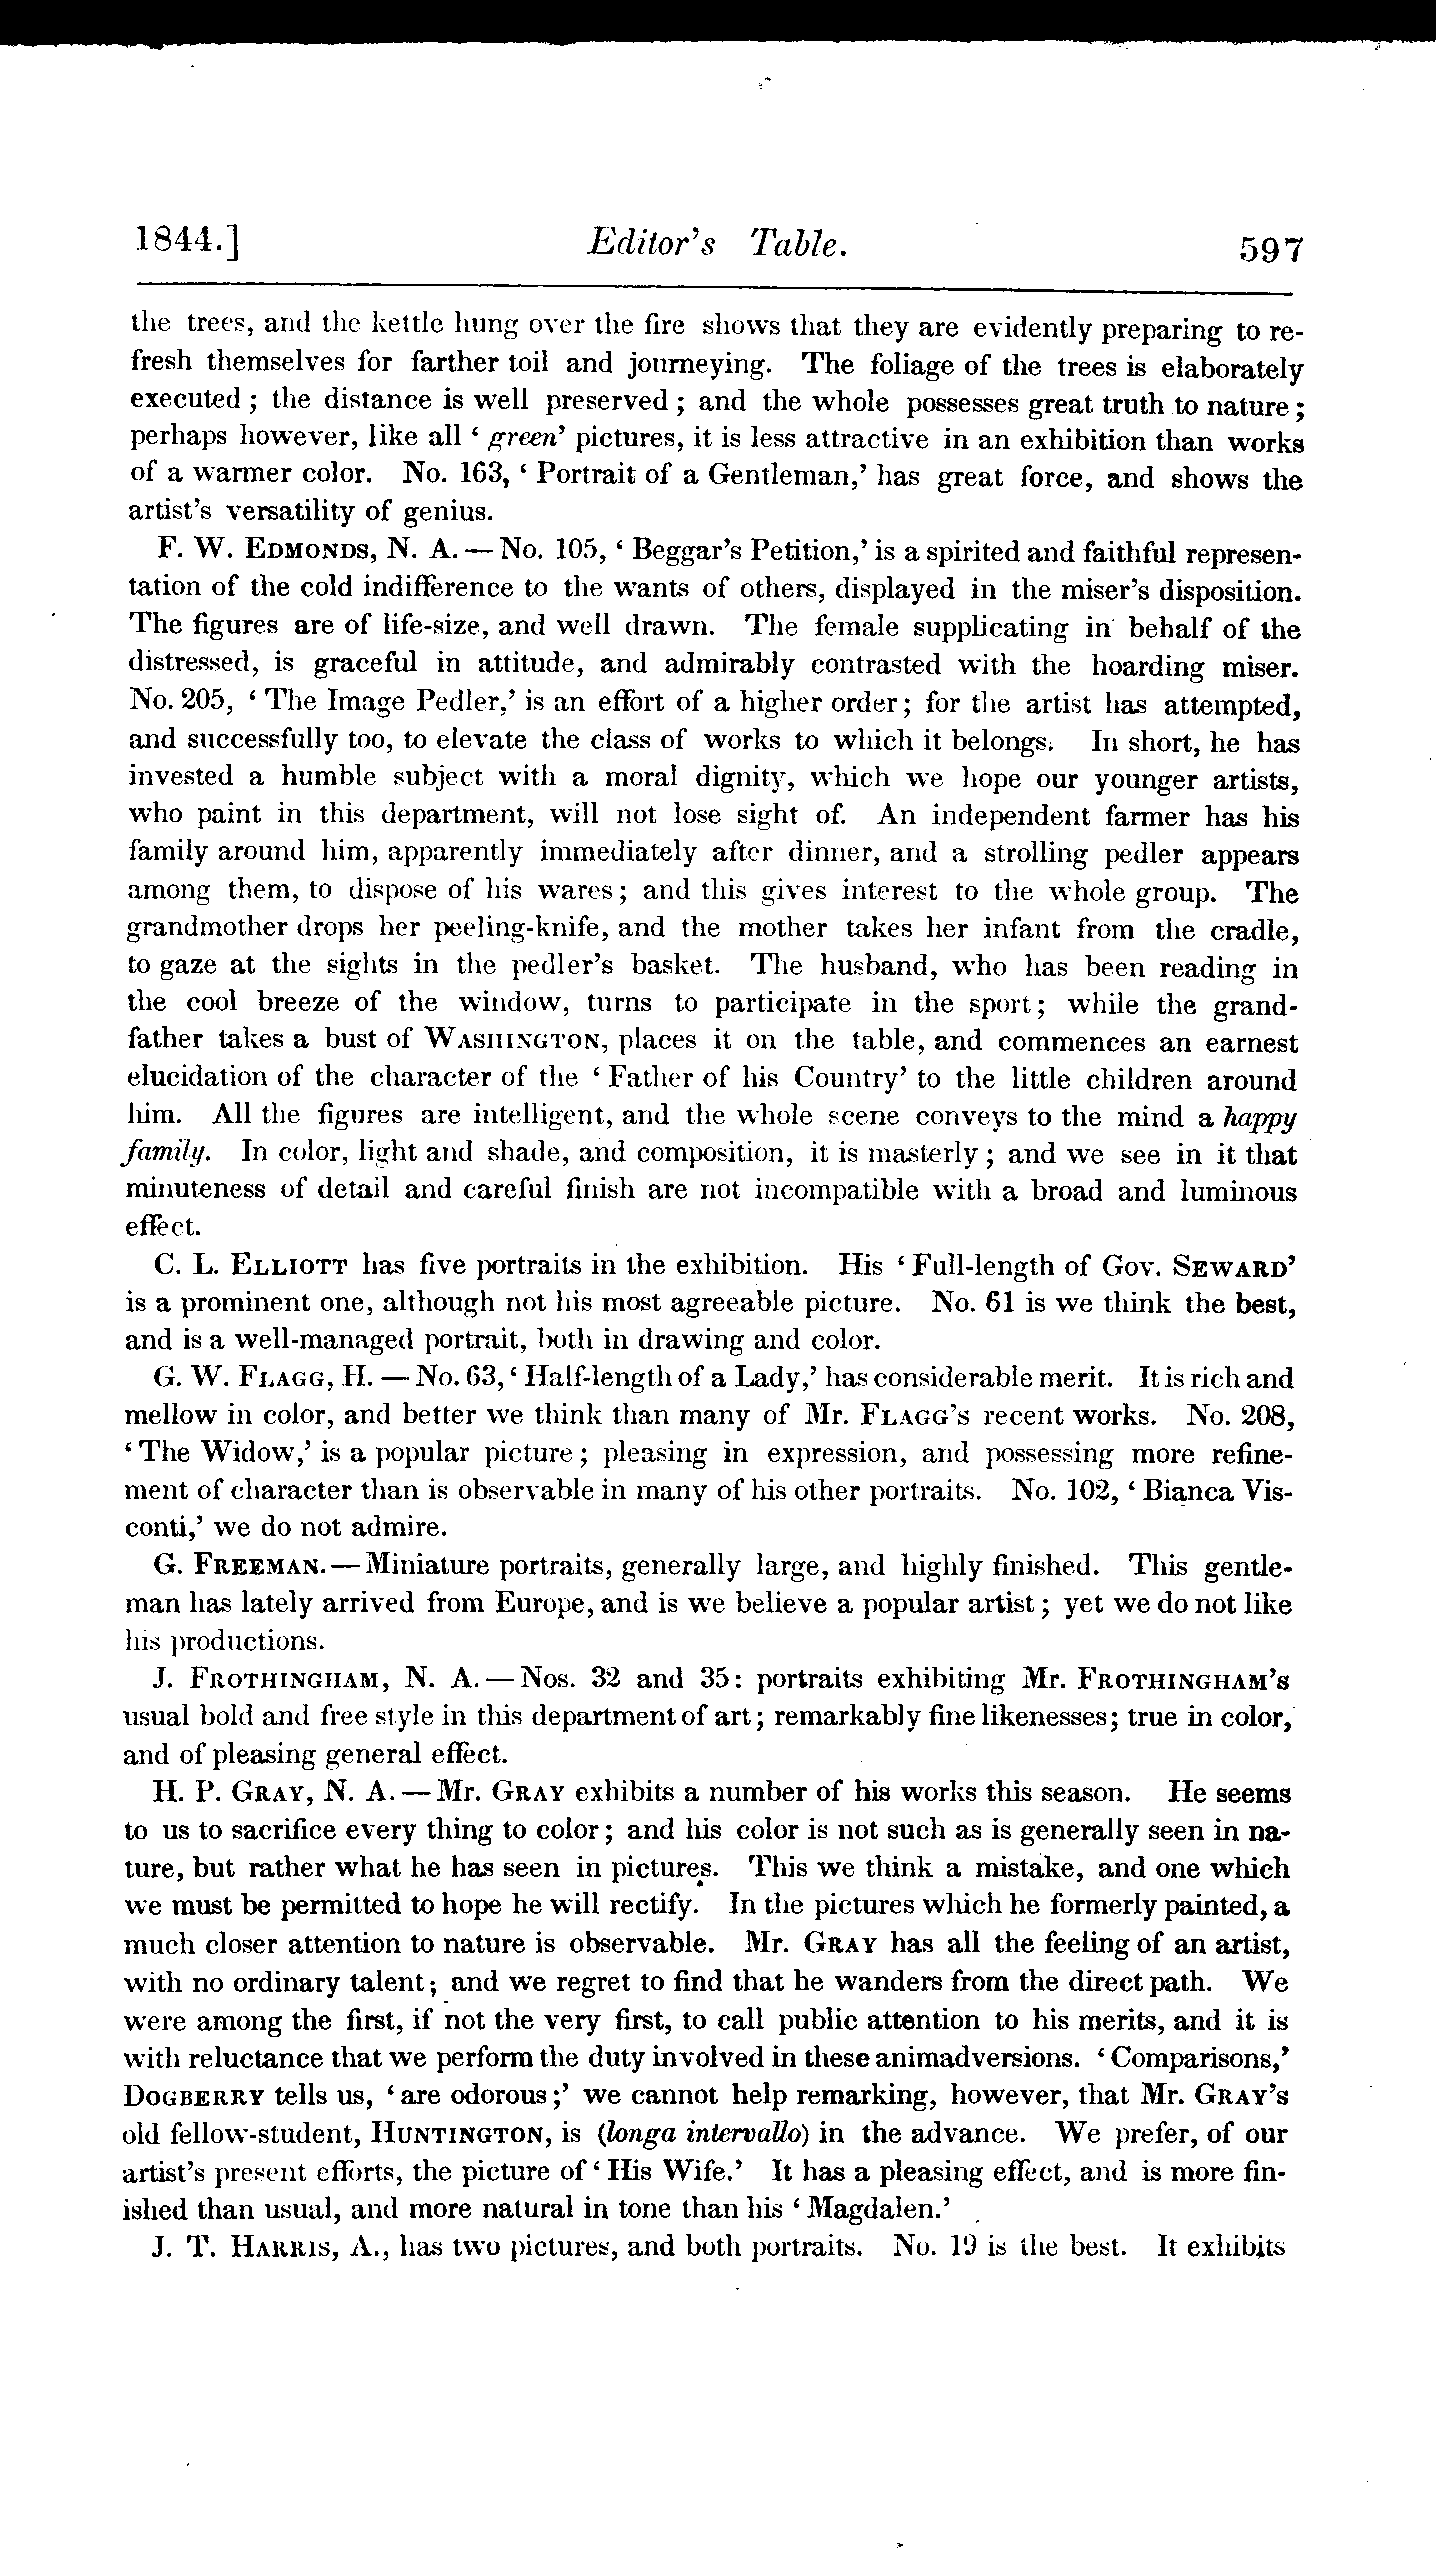 1844.] Editor's Table. 597
the trees, and the kettle hung over the fire shows that they are evidently preparing to re-
fresh themselves for farther toil and journeying. The foliage of the trees is elaborately
executed ; the distance is well preserved ; and the whole possesses great truth to nature ;
perhaps however, like all ‘ green’ pictures, it is less attractive in an exhibition than works
of a warmer color. No. 163, ‘ Portrait of a Gentleman,’ has great force, and shows the
artist's versatility of genius.
F. W. EDMONDS, N. A. — No. 105, ‘ Beggar's Petition,’ is a spirited and faithful represen-
tation of the cold indifference to the wants of others, displayed in the miser's disposition.
The figures are of life-size, and well drawn. The female supplicating in behalf of the
distressed, is graceful in attitude, and admirably contrasted with the hoarding miser.
No. 205, ‘ The Image Pedler,’ is an effort of a higher order; for the artist has attempted,
and successfully too, to elevate the class of works to which it belongs. In short, he has
invested a humble subject with a moral dignity, which we hope our younger artists,
who paint in this department, will not lose sight of. An independent farmer has his
family around him, apparently immediately after dinner, and a strolling pedler appears
among them, to dispose of his wares; and this gives interest to the whole group. The
grandmother drops her peeling-knife, and the mother takes her infant from the cradle,
to gaze at the sights in the pedler's basket. The husband, who has been reading in
the cool breeze of the window, turns to participate in the sport; while the grand-
father takes a bust of WASHINGTON, places it on the table, and commences an earnest
elucidation of the character of the ‘ Father of his Country’ to the little children around
him. All the figures are intelligent, and the whole scene conveys to the mind a happy
family. In color, light and shade, and composition, it is masterly ; and we see in it that
minuteness of detail and careful finish are not incompatible with a broad and luminous
effect.
C. L. ELLIOTT has five portraits in the exhibition. His ‘ Full-length of Gov. SEWARD’
is a prominent one, although not his most agreeable picture. No. 61 is we think the best,
and is a well-managed portrait, both in drawing and color.
G. W. FLAGG, H. — No. 63, ‘ Half-length of a Lady,’ has considerable merit. It is rich and
mellow in color, and better we think than many of Mr. FLAGG'S recent works. No. 208,
‘ The Widow,’ is a popular picture ; pleasing in expression, and possessing more refine-
ment of character than is observable in many of his other portraits. No. 102, ‘ Bianca Vis-
conti,’ we do not admire.
G. FREEMAN. — Miniature portraits, generally large, and highly finished. This gentle-
man has lately arrived from Europe, and is we believe a popular artist ; yet we do not like
his productions.
J. FROTHINGHAM, N. A. — Nos. 32 and 35: portraits exhibiting Mr. FROTHINGHAM'S
usual bold and free style in this department of art; remarkably fine likenesses; true in color,
and of pleasing general effect.
H. P. GRAY, N. A. — Mr. GRAY exhibits a number of his works this season. He seems
to us to sacrifice every thing to color; and his color is not such as is generally seen in na-
ture, but rather what he has seen in pictures. This we think a mistake, and one which
we must be permitted to hope he will rectify. In the pictures which he formerly painted, a
much closer attention to nature is observable. Mr. GRAY has all the feeling of an artist,
with no ordinary talent; and we regret to find that he wanders from the direct path. We
were among the first, if not the very first, to call public attention to his merits, and it is
with reluctance that we perform the duty involved in these animadversions. ‘ Comparisons,’
DOGBERRY tells us, ‘ are odorous ;’ we cannot help remarking, however, that Mr. GRAY'S
old fellow-student, HUNTINGTON, is (longa intervallo) in the advance. We prefer, of our
artist's present efforts, the picture of ‘ His Wife.’ It has a pleasing effect, and is more fin-
ished than usual, and more natural in tone than his ‘ Magdalen.’
J. T. HARRIS, A., has two pictures, and both portraits. No. 19 is the best. It exhibits